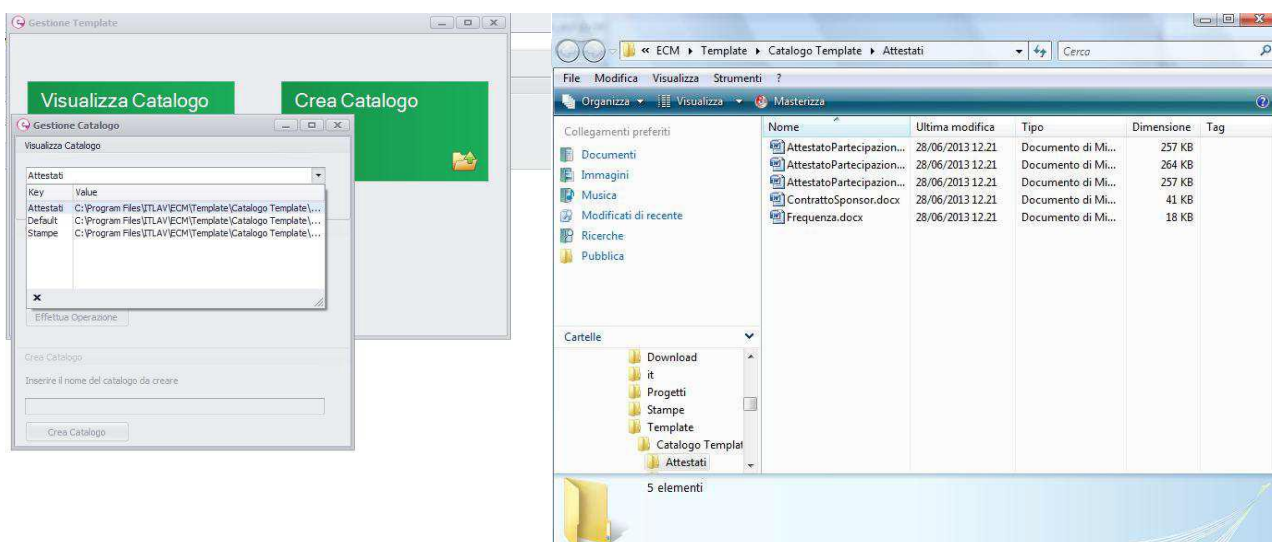 Gestione Template
Visualizza Catalogo
Crea Catalogo
Gestione Catalogo
Visualizza Catalogo
Attestati
Key Value
Attestati C:\Program Files\ITLAV\ECM\Template\Catalogo Template\...
Default C:\Program Files\ITLAV\ECM\Template\Catalogo Template\...
Stampe C:\Program Files\ITLAV\ECM\Template\Catalogo Template\...
Effettua Operazione
Crea Catalogo
Inserire il nome del catalogo da creare
Crea Catalogo
« ECM Template Catalogo Template Attestati
Cerca
File Modifica Visualizza Strumenti ?
Organizza Visualizza Masterizza
Collegamenti preferiti
Documenti
Immagini
Musica
Modificati di recente
Ricerche
Pubblica
Cartelle
Download
it
Progetti
Stampe
Template
Catalogo Templat
Attestati
Nome Ultima modifica Tipo Dimensione Tag
AttestatoPartecipazion... 28/06/2013 12.21 Documento di Mi... 257 KB
AttestatoPartecipazion... 28/06/2013 12.21 Documento di Mi... 264 KB
AttestatoPartecipazion... 28/06/2013 12.21 Documento di Mi... 257 KB
ContrattoSponsor.docx 28/06/2013 12.21 Documento di Mi... 41 KB
Frequenza.docx 28/06/2013 12.21 Documento di Mi... 18 KB
5 elementi